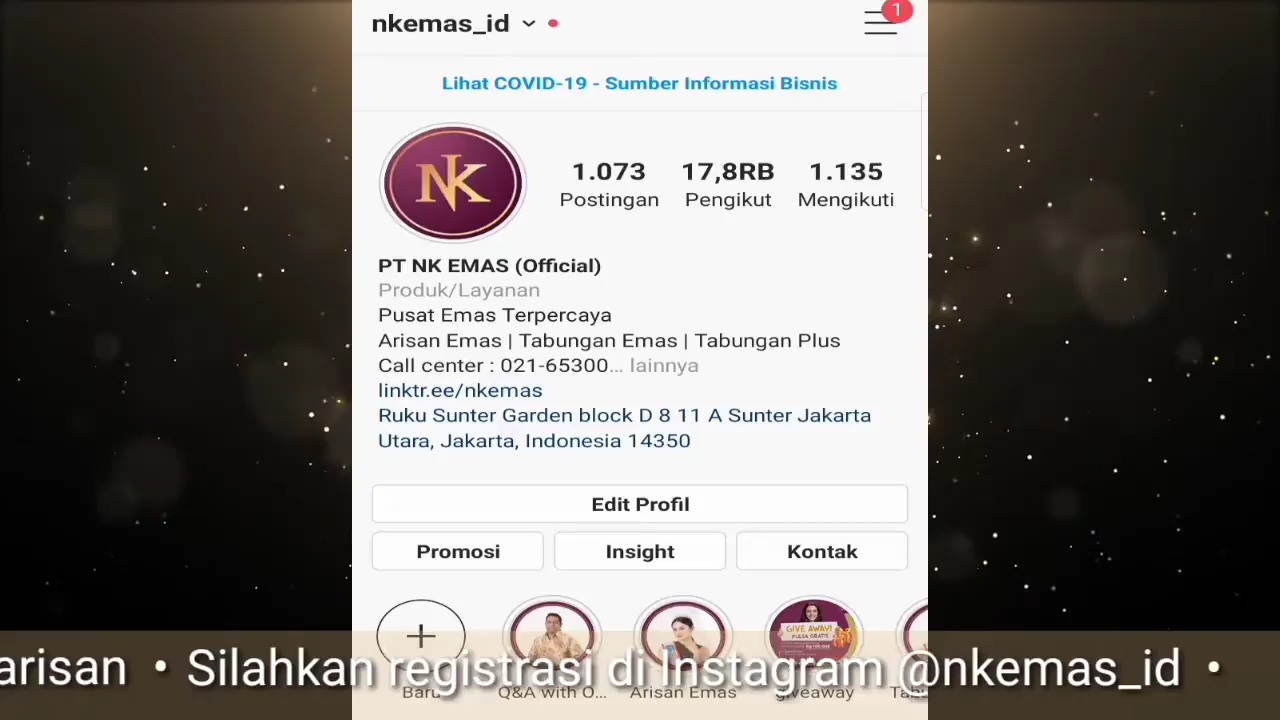 nkemas_id
1
Lihat COVID-19 - Sumber Informasi Bisnis
NK
1.073 17,8RB 1.135
Postingan Pengikut Mengikuti
PT NK EMAS (Official)
Produk/Layanan
Pusat Emas Terpercaya
Arisan Emas | Tabungan Emas | Tabungan Plus
Call center : 021-65300... lainnya
linktr.ee/nkemas
Ruku Sunter Garden block D 8 11 A Sunter Jakarta
Utara, Jakarta, Indonesia 14350
Edit Profil
Promosi Insight Kontak
GIVE AWAY!
PULSA GRATIS
arisan • Silahkan registrasi di Instagram @nkemas_id •
Baru Q&A with O... Arisan Emas giveaway